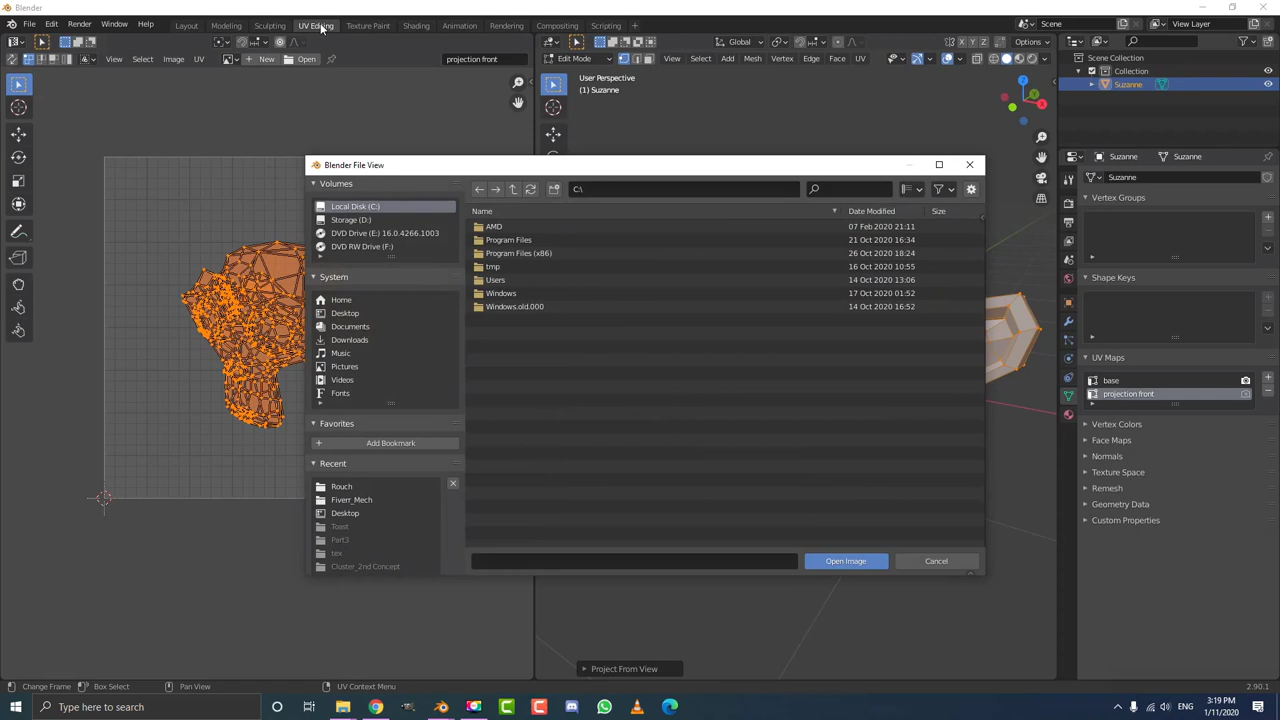 Blender
File Edit Render Window Help Layout Modeling Sculpting UV Editing Texture Paint Shading Animation Rendering Compositing Scripting + Scene View Layer
Global X Y Z Options
View Select Image UV New Open projection front Edit Mode View Select Add Mesh Vertex Edge Face UV
Scene Collection
Collection
Suzanne
User Perspective
(1) Suzanne
Z
Y
X
Suzanne Suzanne
Suzanne
Vertex Groups
Shape Keys
UV Maps
base
projection front
Vertex Colors
Face Maps
Normals
Texture Space
Remesh
Geometry Data
Custom Properties
Blender File View
Volumes
Local Disk (C:)
Storage (D:)
DVD Drive (E:) 16.0.4266.1003
DVD RW Drive (F:)
System
Home
Desktop
Documents
Downloads
Music
Pictures
Videos
Fonts
Favorites
Add Bookmark
Recent
Rouch
Fiverr_Mech
Desktop
Toast
Part3
tex
Cluster_2nd Concept
C:\
Name Date Modified Size
AMD 07 Feb 2020 21:11
Program Files 21 Oct 2020 16:34
Program Files (x86) 26 Oct 2020 18:24
tmp 16 Oct 2020 10:55
Users 14 Oct 2020 13:06
Windows 17 Oct 2020 01:52
Windows.old.000 14 Oct 2020 16:52
Open Image Cancel
Project From View
Change Frame Box Select Pan View UV Context Menu 2.90.1
Type here to search
ENG
3:19 PM
1/11/2020